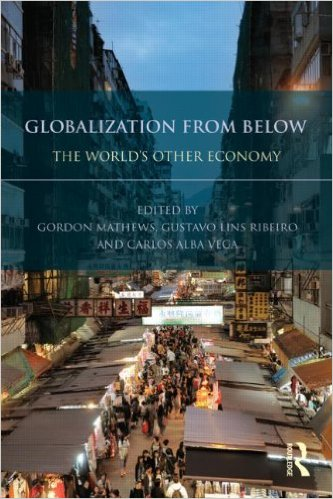 GLOBALIZATION FROM BELOW
THE WORLD'S OTHER ECONOMY
EDITED BY
GORDON MATHEWS, GUSTAVO LINS RIBEIRO
AND CARLOS ALBA VEGA
R
ROUTLEDGE